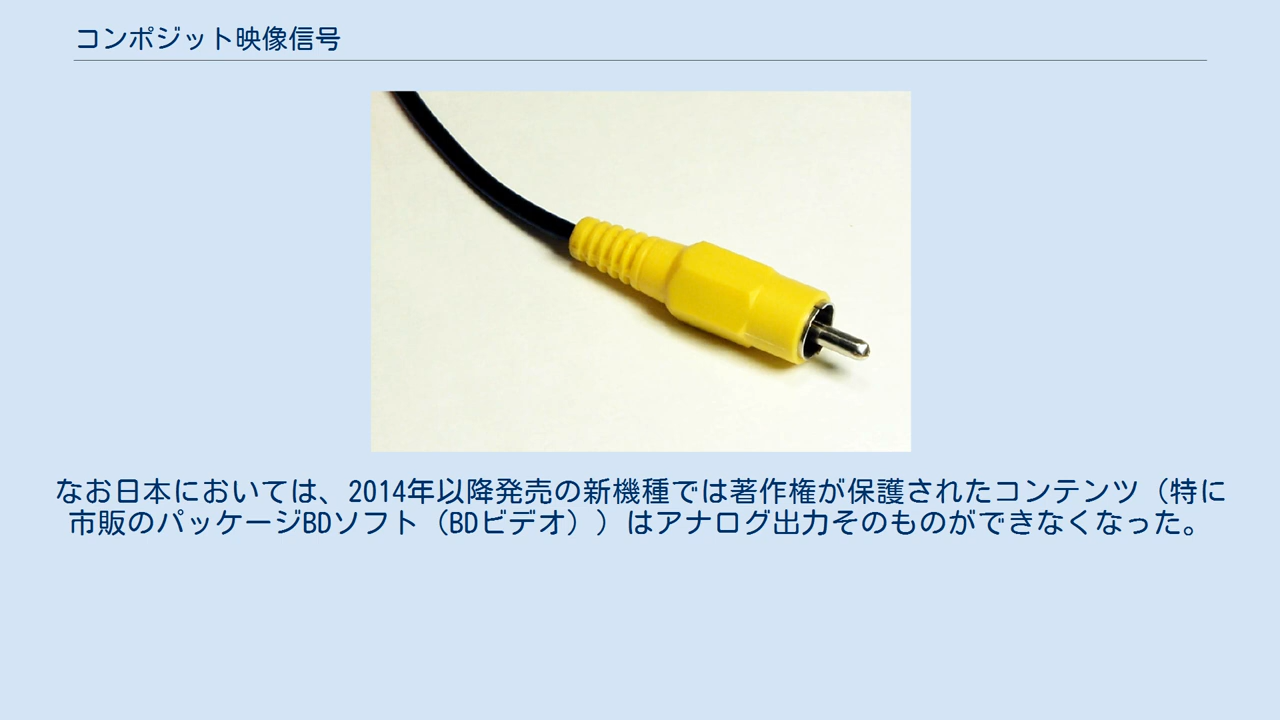 コンポジット映像信号
なお日本においては、2014年以降発売の新機種では著作権が保護されたコンテンツ（特に
市販のパッケージBDソフト（BDビデオ））はアナログ出力そのものができなくなった。